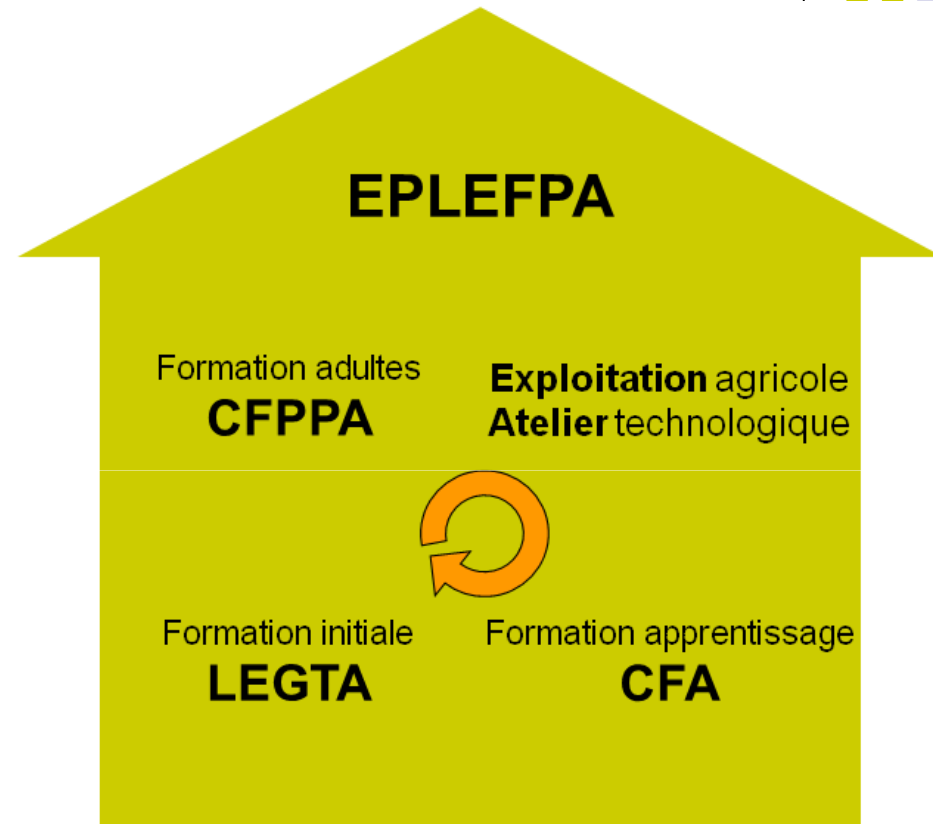 EPLEFPA
Formation adultes
CFPPA
Exploitation agricole
Atelier technologique
Formation initiale
LEGTA
Formation apprentissage
CFA